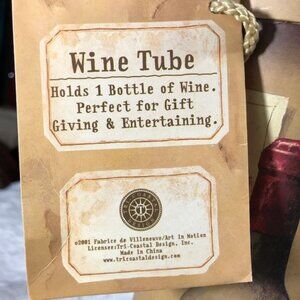 Wine Tube
Holds 1 Bottle of Wine.
Perfect for Gift
Giving & Entertaining.
©2001 Fabrice de Villeneuve/Art In Motion
Licensee:Tri-Coastal Design, Inc.
Made in China
www.tricoastaldesign.com